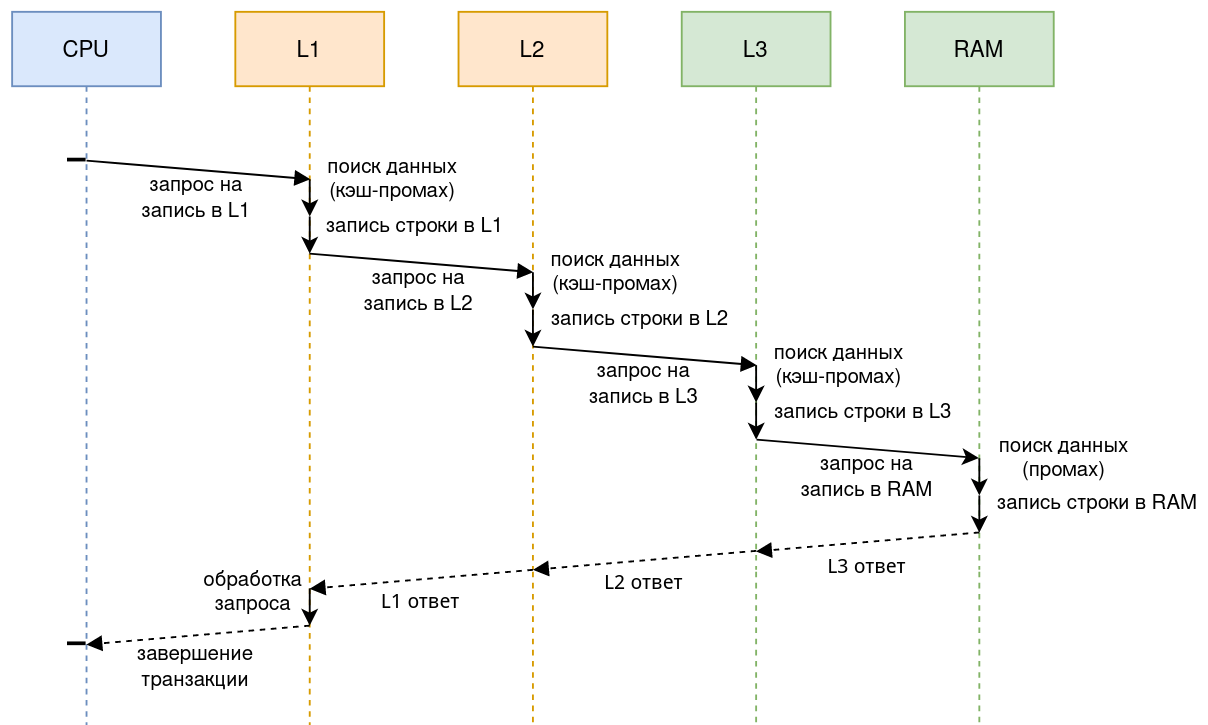 CPU
L1
L2
L3
RAM
запрос на
запись в L1
поиск данных
(кэш-промах)
запись строки в L1
запрос на
запись в L2
поиск данных
(кэш-промах)
запись строки в L2
запрос на
запись в L3
поиск данных
(кэш-промах)
запись строки в L3
запрос на
запись в RAM
поиск данных
(промах)
запись строки в RAM
L3 ответ
L2 ответ
L1 ответ
обработка
запроса
завершение
транзакции